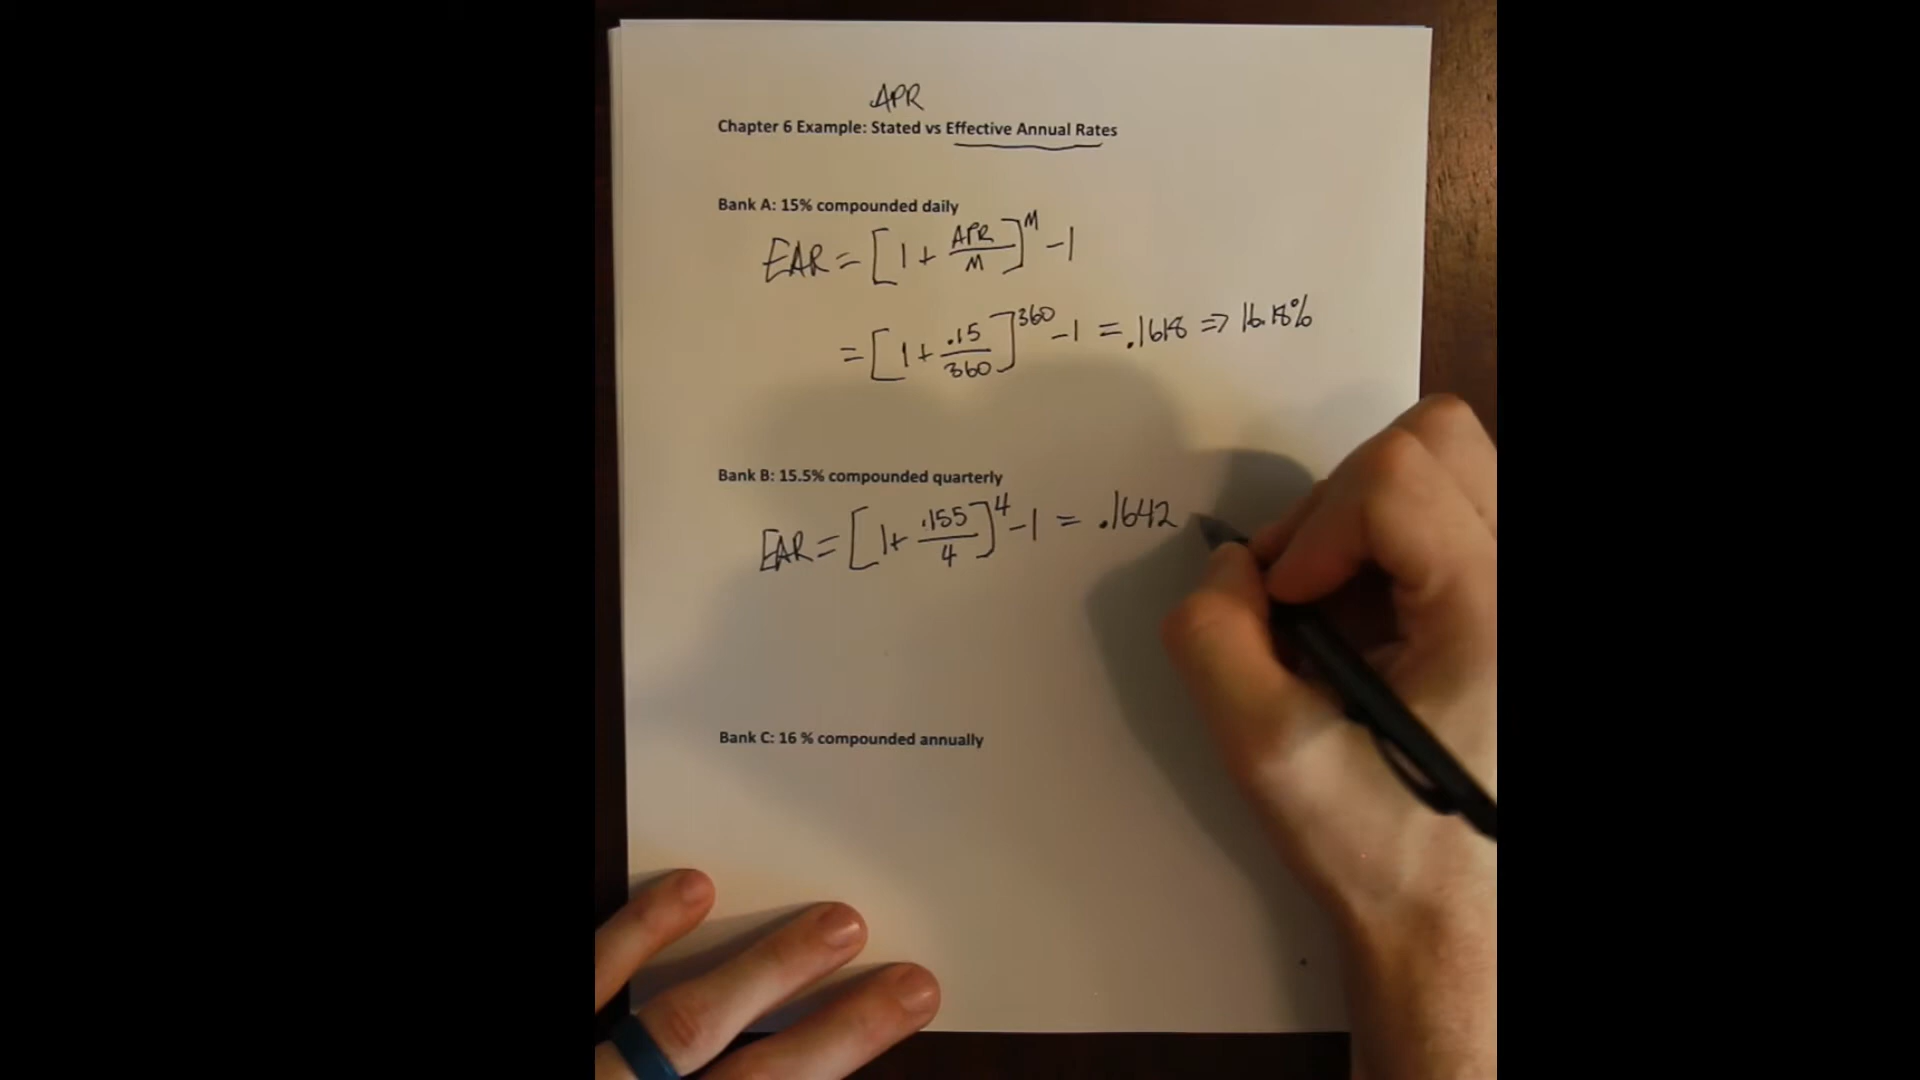 APR
Chapter 6 Example: Stated vs Effective Annual Rates
Bank A: 15% compounded daily
EAR = [1 + APR/M]^M - 1
= [1 + .15/360]^360 - 1 = .1618 => 16.18%
Bank B: 15.5% compounded quarterly
EAR = [1 + .155/4]^4 - 1 = .1642
Bank C: 16 % compounded annually